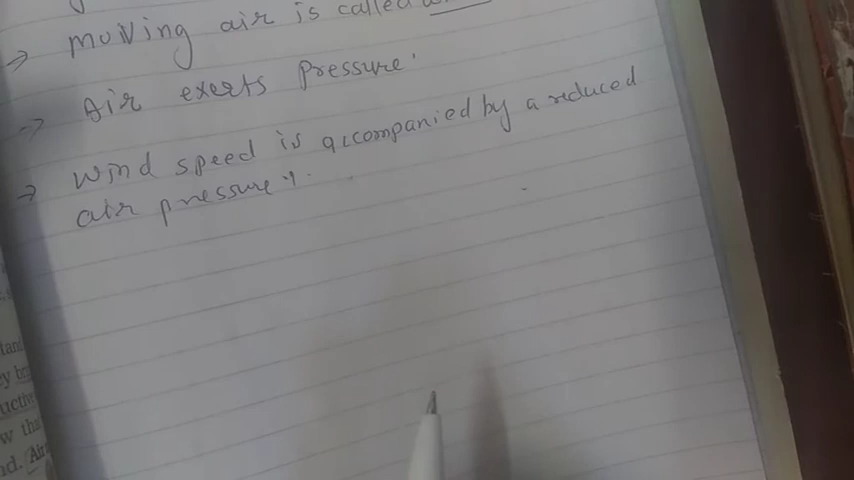 → moving air is called
→ Air exerts pressure.
→ Wind speed is accompanied by a reduced
air pressure.